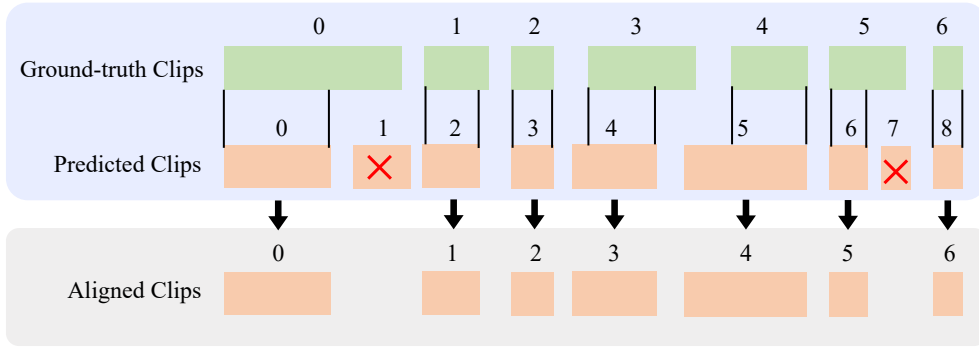 0 1 2 3 4 5 6
Ground-truth Clips
0 1 2 3 4 5 6 7 8
Predicted Clips
0 1 2 3 4 5 6
Aligned Clips